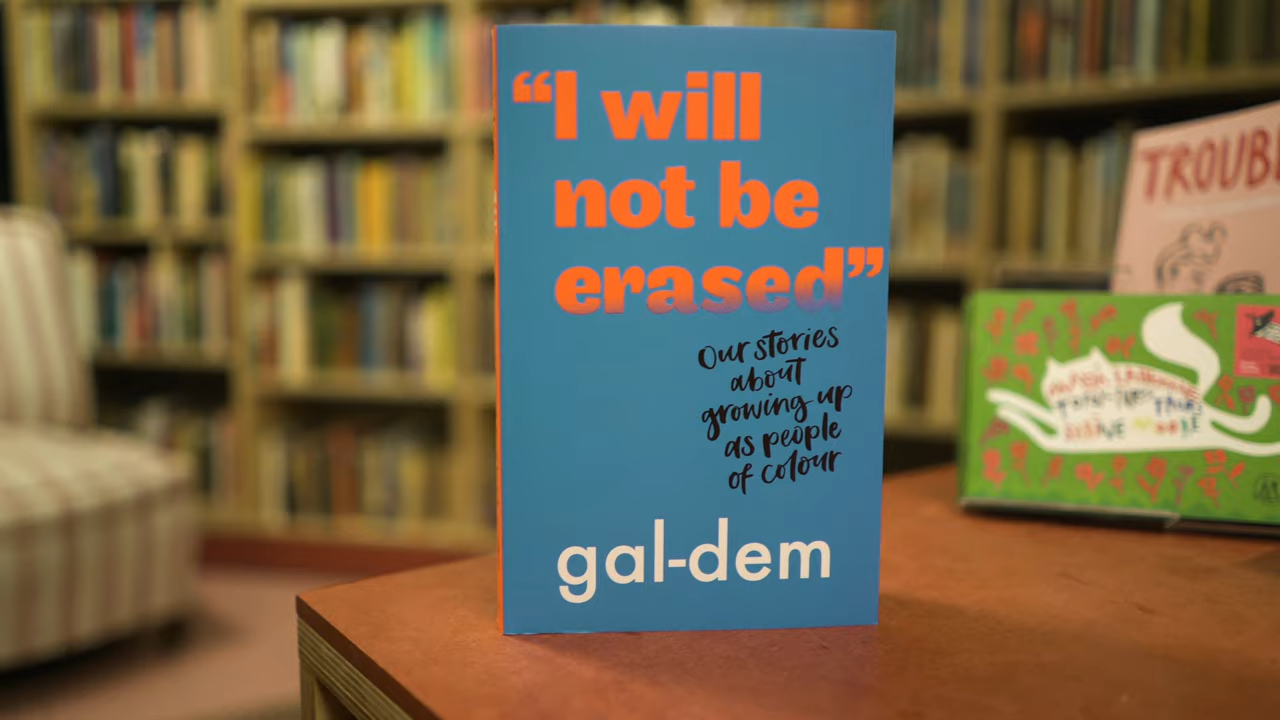 “I will
not be
erased”
Our stories
about
growing up
as people
of colour
gal-dem